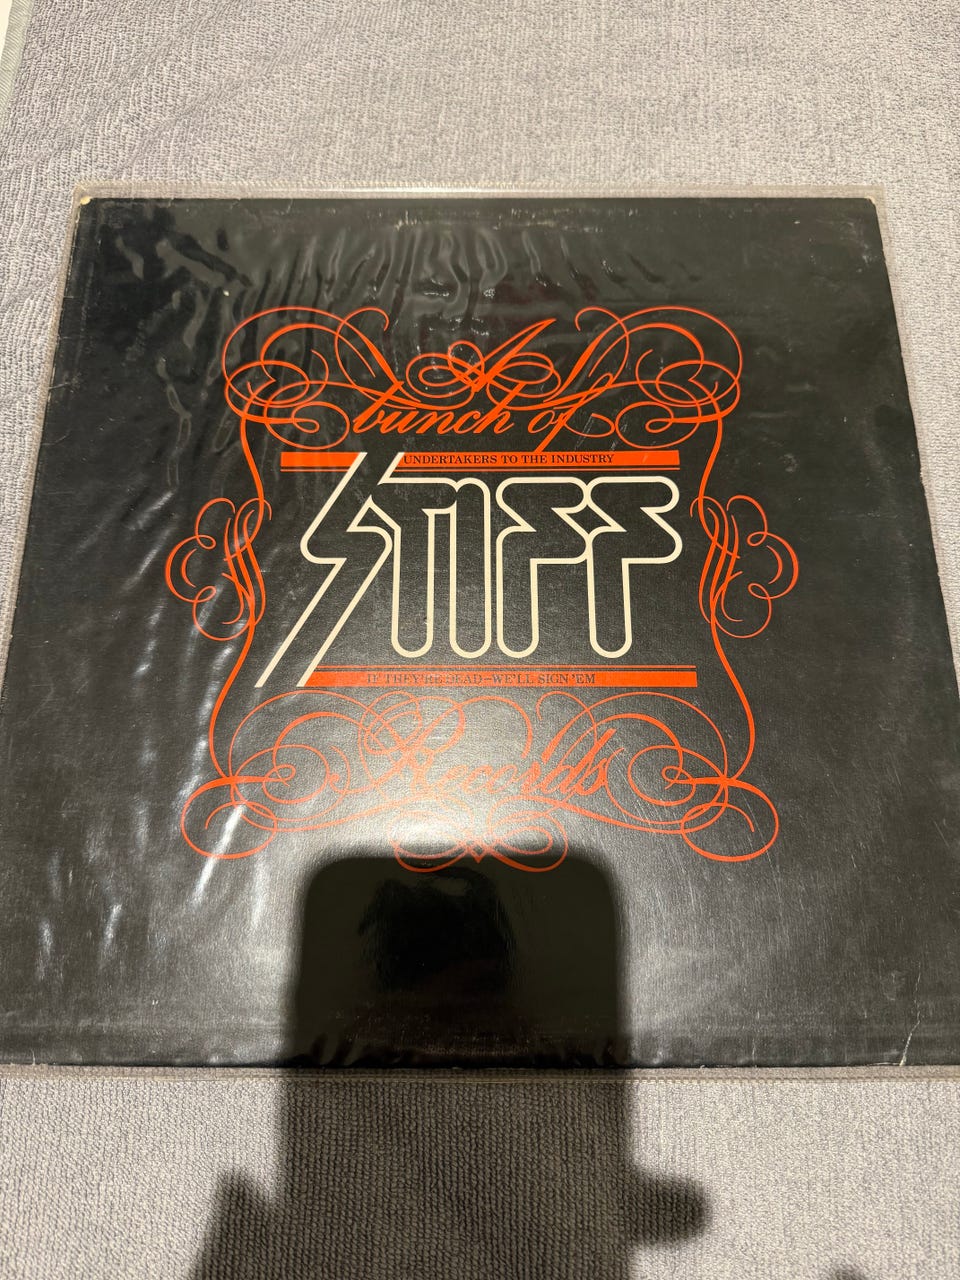 A
bunch of
UNDERTAKERS TO THE INDUSTRY
STIFF
IF THEY'RE DEAD—WE'LL SIGN 'EM
Records